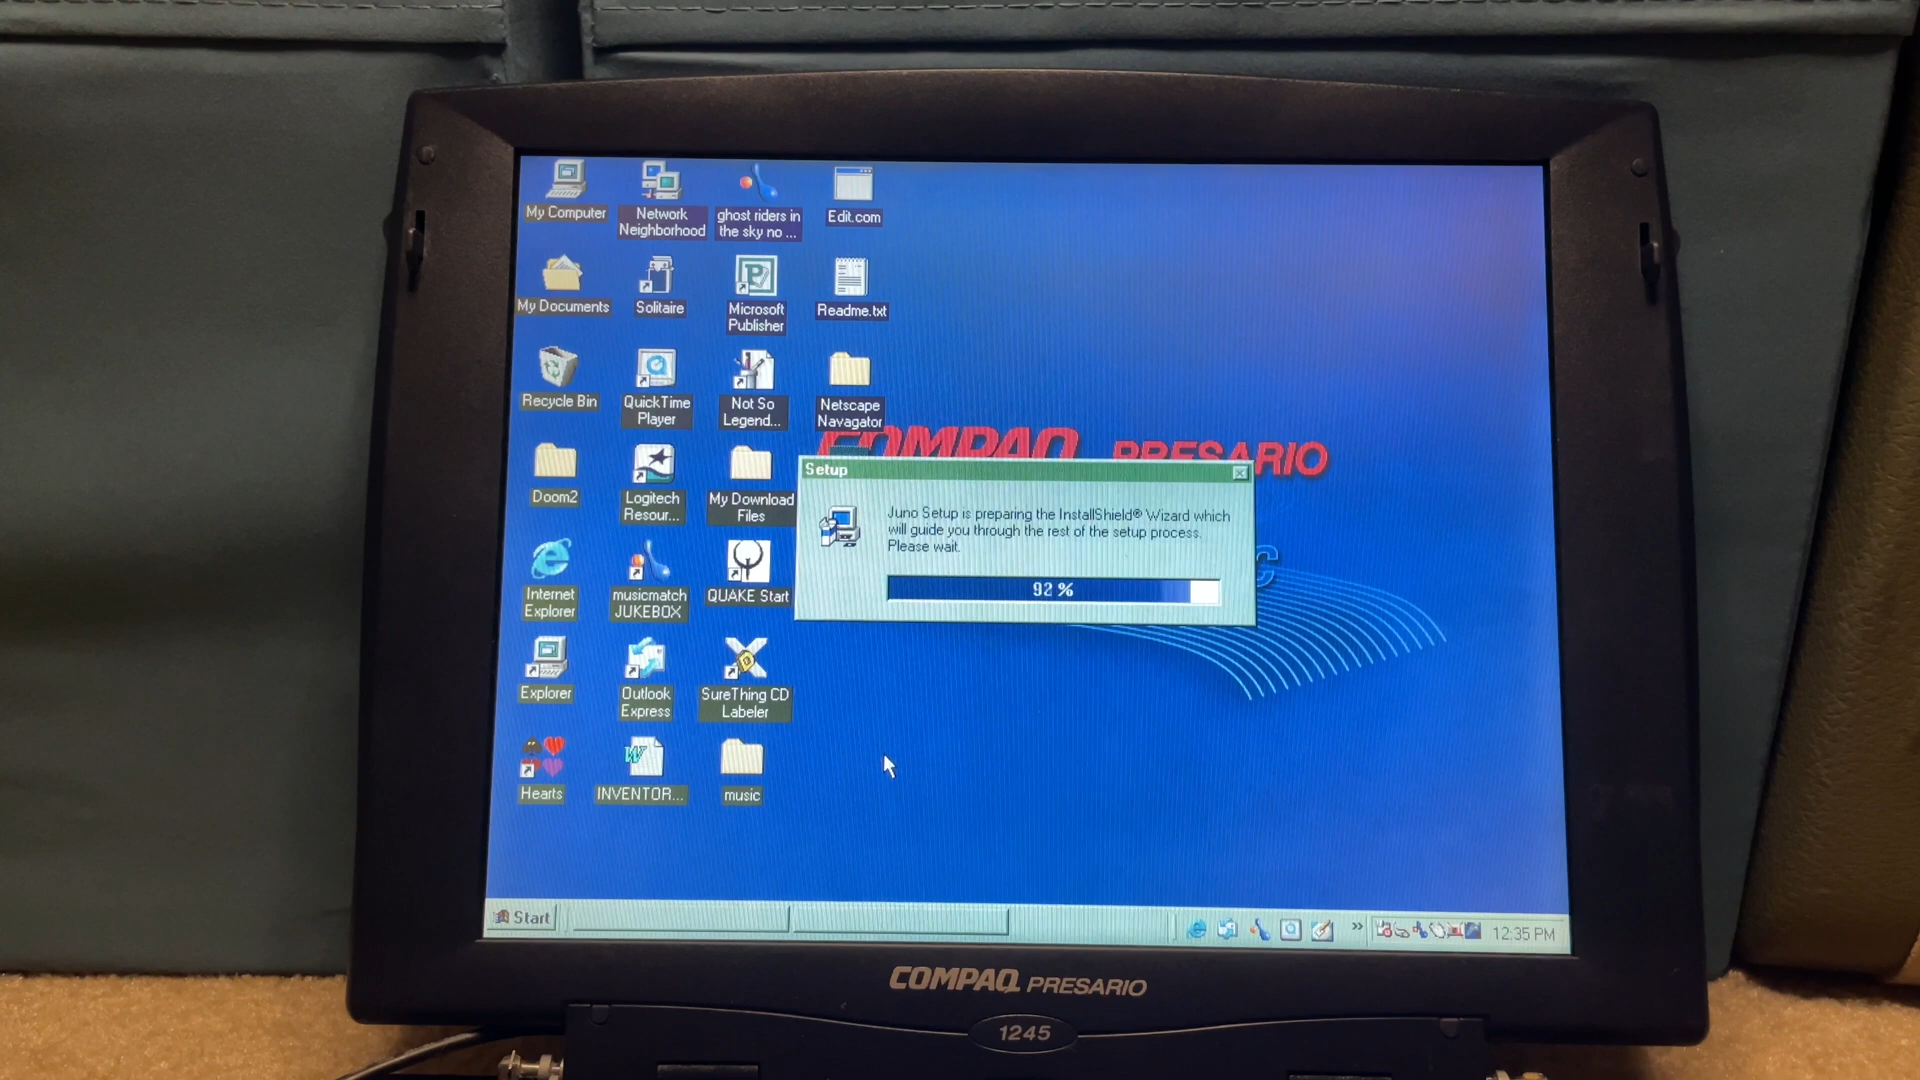 My Computer
Network
Neighborhood
ghost riders in
the sky no ...
Edit.com
My Documents
Solitaire
Microsoft
Publisher
Readme.txt
Recycle Bin
QuickTime
Player
Not So
Legend...
Netscape
Navagator
COMPAQ PRESARIO
Doom2
Logitech
Resour...
My Download
Files
Setup
Juno Setup is preparing the InstallShield® Wizard which
will guide you through the rest of the setup process.
Please wait.
92 %
Internet
Explorer
musicmatch
JUKEBOX
QUAKE Start
Explorer
Outlook
Express
SureThing CD
Labeler
Hearts
INVENTOR...
music
Start
12:35 PM
COMPAQ PRESARIO
1245